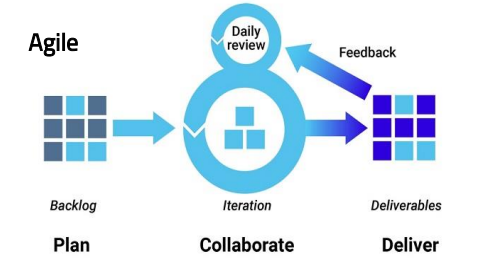 Agile
Daily
review
Feedback
Backlog
Iteration
Deliverables
Plan
Collaborate
Deliver